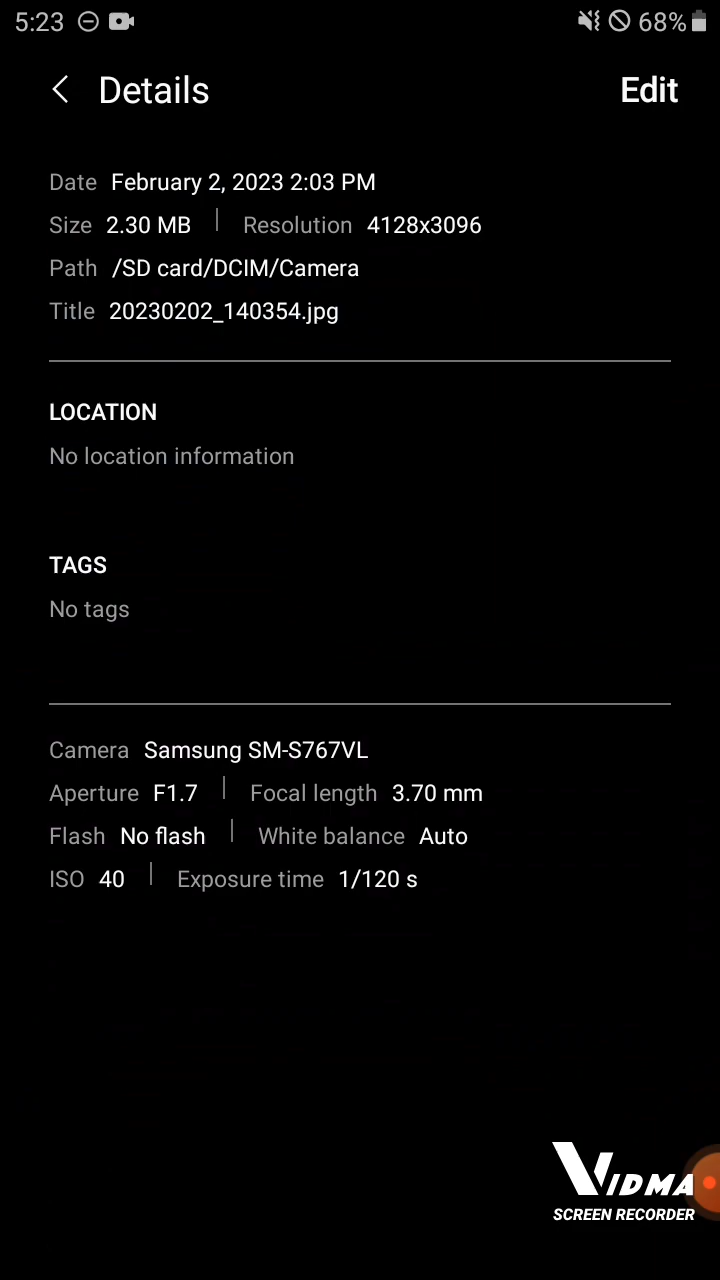 5:23 68%
Details Edit
Date February 2, 2023 2:03 PM
Size 2.30 MB Resolution 4128x3096
Path /SD card/DCIM/Camera
Title 20230202_140354.jpg
LOCATION
No location information
TAGS
No tags
Camera Samsung SM-S767VL
Aperture F1.7 Focal length 3.70 mm
Flash No flash White balance Auto
ISO 40 Exposure time 1/120 s
VIDMA
SCREEN RECORDER